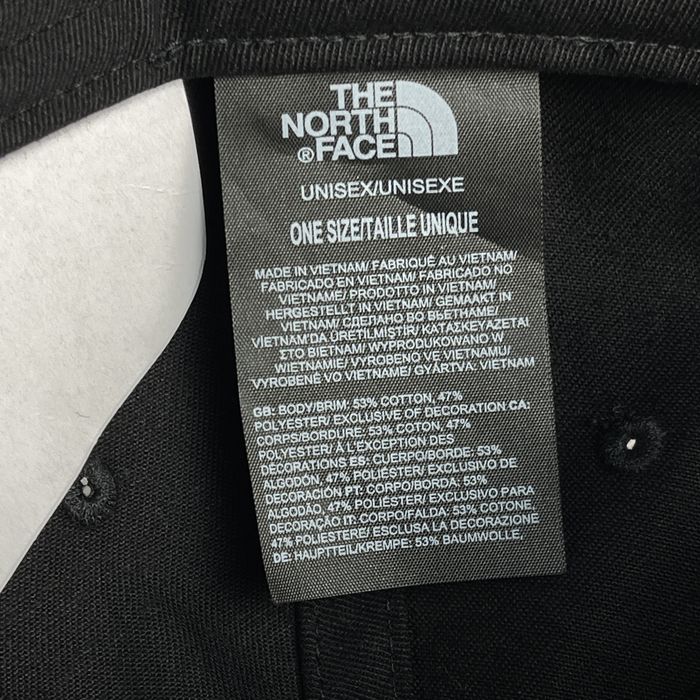 THE
NORTH
®FACE
UNISEX/UNISEXE
ONE SIZE/TAILLE UNIQUE
MADE IN VIETNAM/ FABRIQUÉ AU VIETNAM/
FABRICADO EN VIETNAM/ FABRICADO NO
VIETNAME/ PRODOTTO IN VIETNAM/
HERGESTELLT IN VIETNAM/ GEMAAKT IN
VIETNAM/ СДЕЛАНО ВО ВЬЕТНАМЕ/
VİETNAM'DA ÜRETİLMİŞTİR/ ΚΑΤΑΣΚΕΥΑΖΕΤΑΙ
ΣΤΟ ΒΙΕΤΝΑΜ/ WYPRODUKOWANO W
WIETNAMIE/ VYROBENO VE VIETNAMU/
VYROBENÉ VO VIETNAME/ GYÁRTVA: VIETNAM
GB: BODY/BRIM: 53% COTTON, 47%
POLYESTER/ EXCLUSIVE OF DECORATION CA:
CORPS/BORDURE: 53% COTON, 47%
POLYESTER/ À L'EXCEPTION DES
DÉCORATIONS ES: CUERPO/BORDE: 53%
ALGODÓN, 47% POLIÉSTER/ EXCLUSIVO DE
DECORACIÓN PT: CORPO/BORDA: 53%
ALGODÃO, 47% POLIÉSTER/ EXCLUSIVO PARA
DECORAÇÃO IT: CORPO/FALDA: 53% COTONE,
47% POLIESTERE/ ESCLUSA LA DECORAZIONE
DE: HAUPTTEIL/KREMPE: 53% BAUMWOLLE,